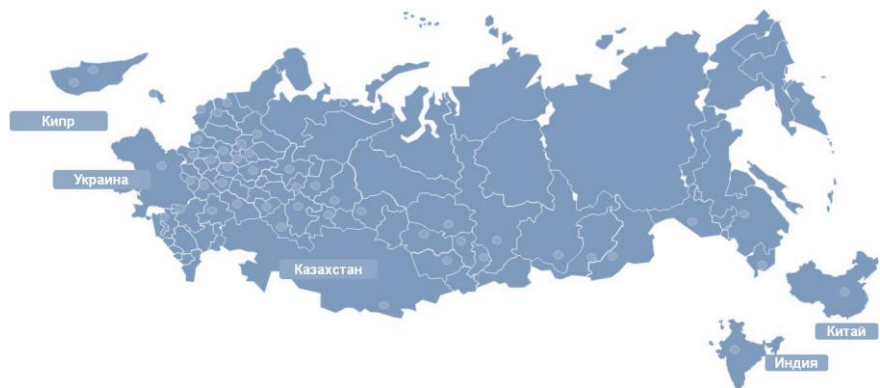 Кипр
Украина
Казахстан
Китай
Индия